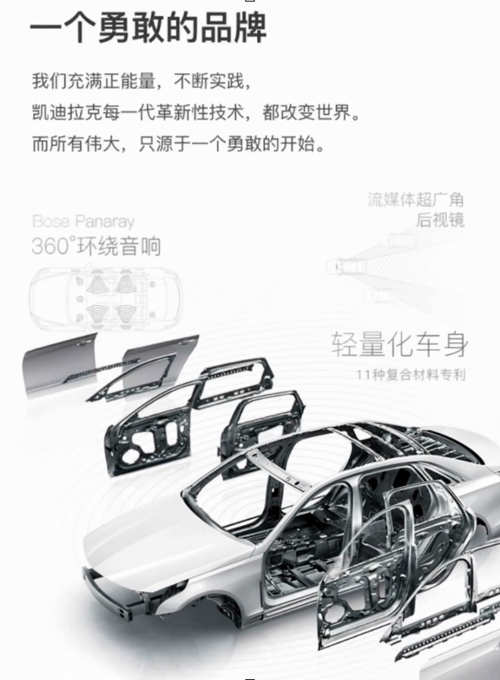 一个勇敢的品牌
我们充满正能量，不断实践，
凯迪拉克每一代革新性技术，都改变世界。
而所有伟大，只源于一个勇敢的开始。
流媒体超广角
后视镜
Bose Panaray
360°环绕音响
轻量化车身
11种复合材料专利